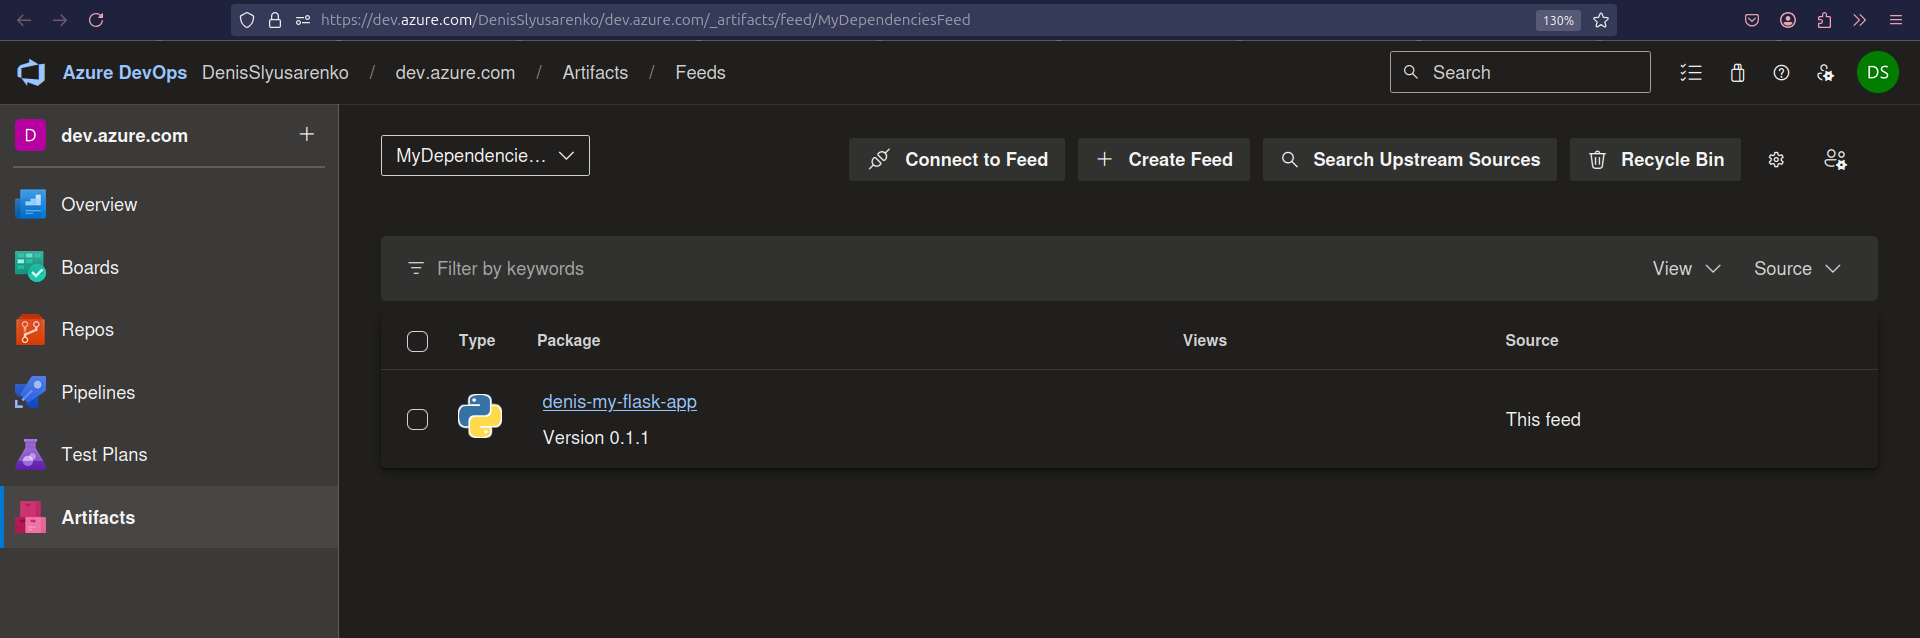 https://dev.azure.com/DenisSlyusarenko/dev.azure.com/_artifacts/feed/MyDependenciesFeed 130%
Azure DevOps DenisSlyusarenko / dev.azure.com / Artifacts / Feeds Search DS
D dev.azure.com
Overview
Boards
Repos
Pipelines
Test Plans
Artifacts
MyDependencie... Connect to Feed Create Feed Search Upstream Sources Recycle Bin
Filter by keywords View Source
Type Package Views Source
denis-my-flask-app
Version 0.1.1
This feed